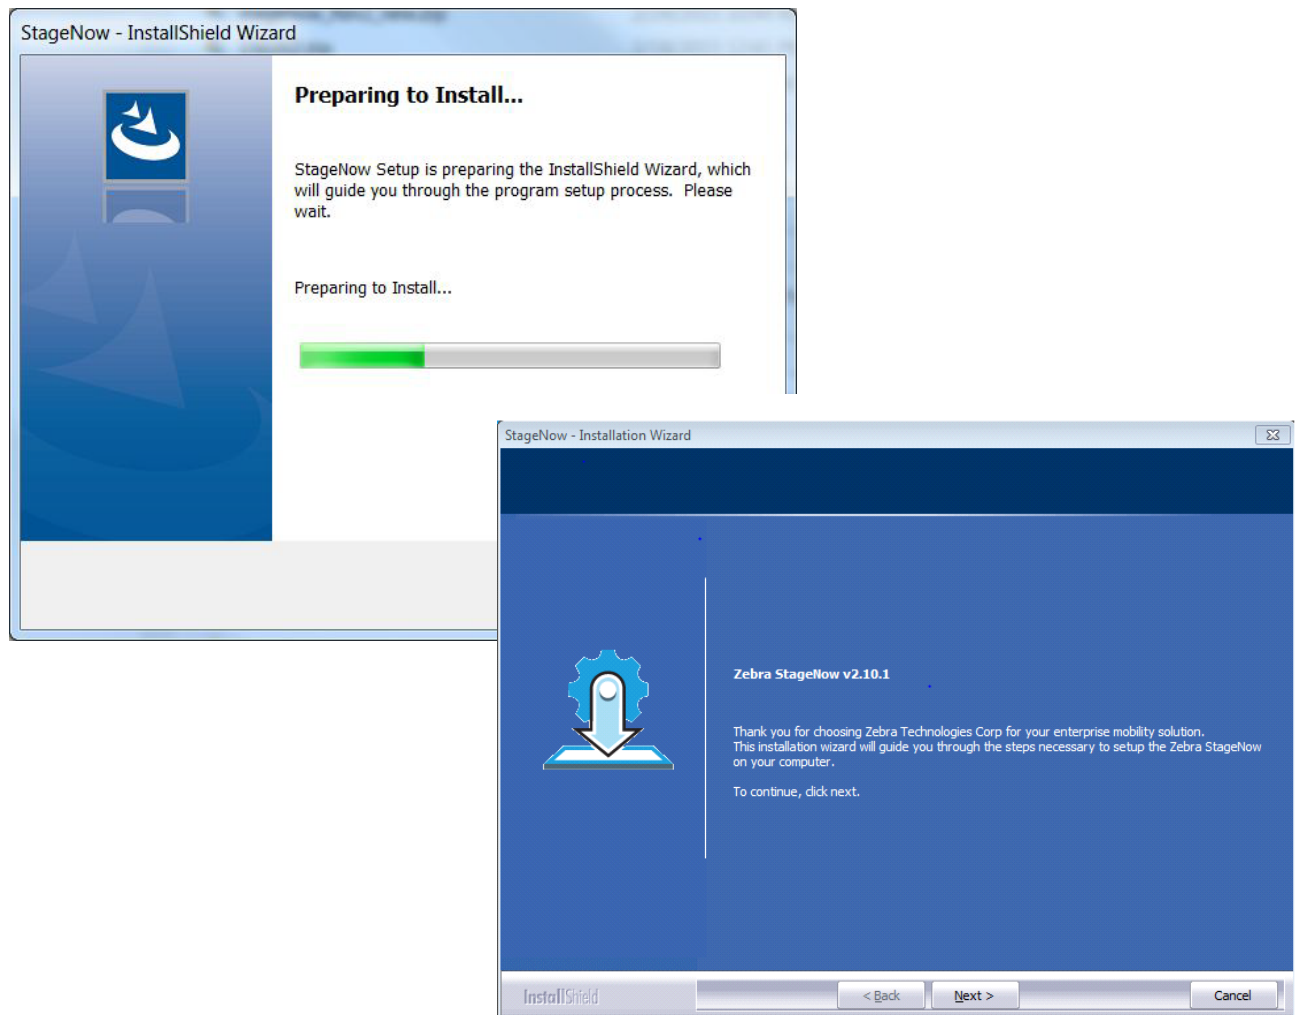 StageNow - InstallShield Wizard
Preparing to Install...
StageNow Setup is preparing the InstallShield Wizard, which
will guide you through the program setup process.  Please
wait.
Preparing to Install...
StageNow - Installation Wizard
Zebra StageNow v2.10.1
Thank you for choosing Zebra Technologies Corp for your enterprise mobility solution.
This installation wizard will guide you through the steps necessary to setup the Zebra StageNow
on your computer.
To continue, click next.
InstallShield
< Back
Next >
Cancel